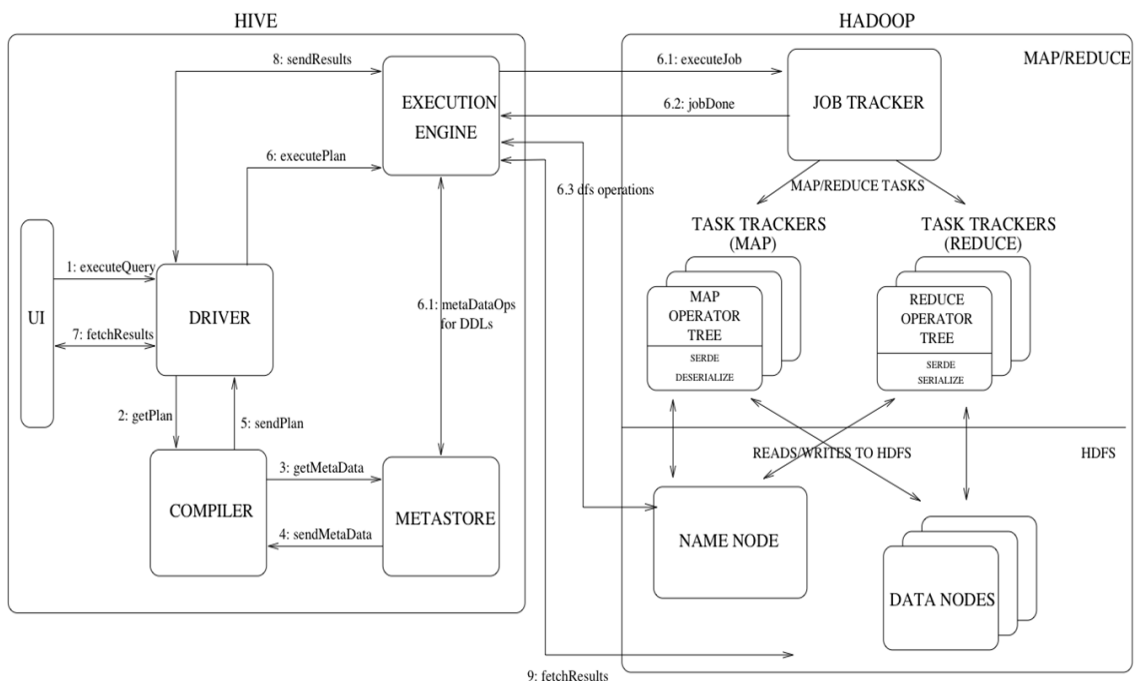 HIVE
HADOOP
8: sendResults
EXECUTION
ENGINE
6.1: executeJob
6.2: jobDone
JOB TRACKER
MAP/REDUCE
6: executePlan
6.3 dfs operations
MAP/REDUCE TASKS
TASK TRACKERS
(MAP)
TASK TRACKERS
(REDUCE)
UI
1: executeQuery
7: fetchResults
DRIVER
6.1: metaDataOps
for DDLs
MAP
OPERATOR
TREE
SERDE
DESERIALIZE
REDUCE
OPERATOR
TREE
SERDE
SERIALIZE
2: getPlan
5: sendPlan
COMPILER
3: getMetaData
4: sendMetaData
METASTORE
READS/WRITES TO HDFS
HDFS
NAME NODE
DATA NODES
9: fetchResults